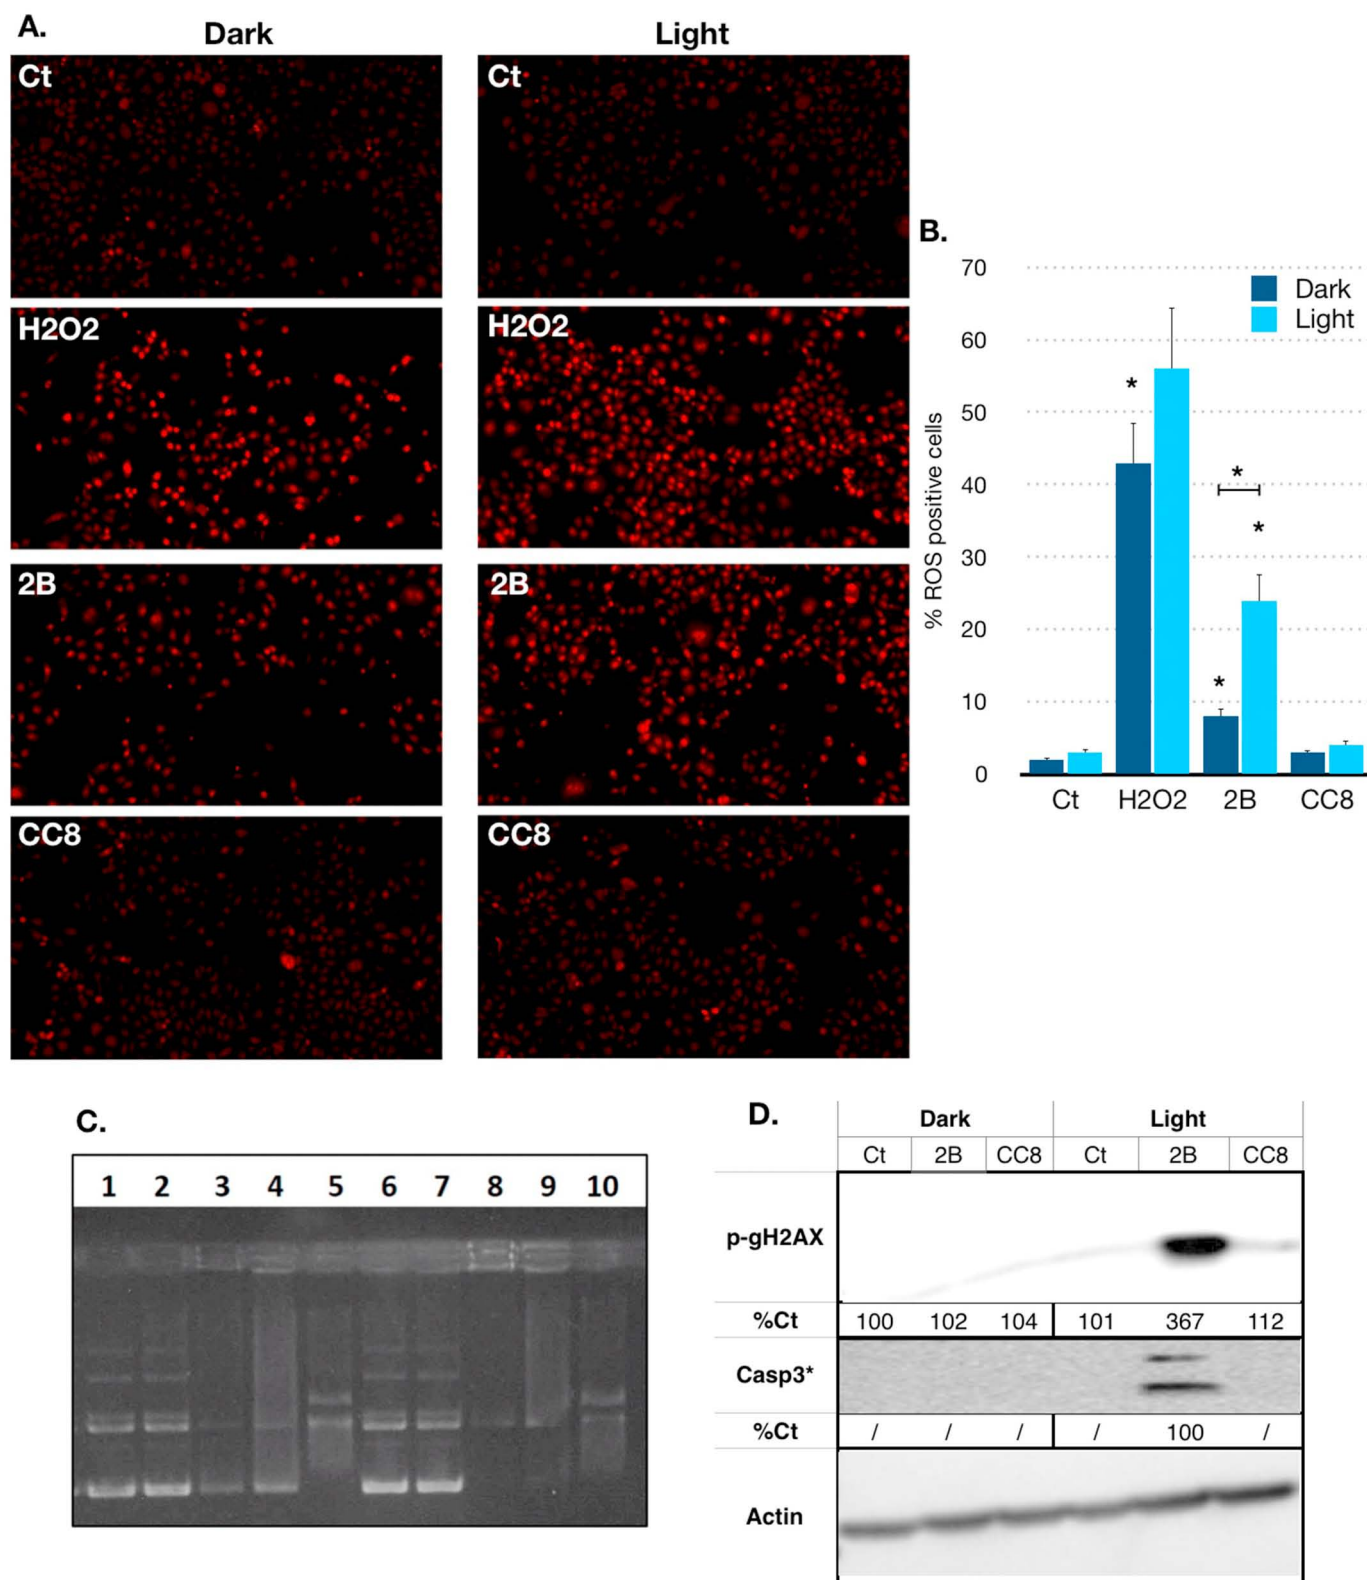 A.
Dark Light
Ct Ct
H2O2 H2O2
2B 2B
CC8 CC8
B.
% ROS positive cells
70
60
50
40
30
20
10
0
Dark
Light
*
*
*
*
Ct H2O2 2B CC8
C.
1 2 3 4 5 6 7 8 9 10
D.
Dark Light
Ct 2B CC8 Ct 2B CC8
p-gH2AX
%Ct 100 102 104 101 367 112
Casp3*
%Ct / / / / 100 /
Actin